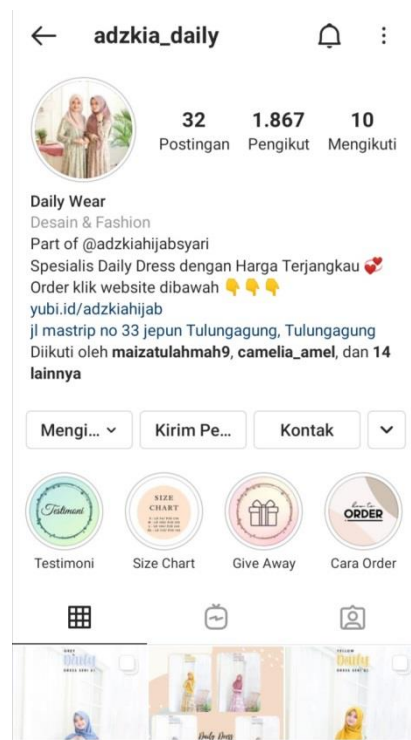 adzkia_daily
32 1.867 10
Postingan Pengikut Mengikuti
Daily Wear
Desain & Fashion
Part of @adzkiahijabsyari
Spesialis Daily Dress dengan Harga Terjangkau 💞
Order klik website dibawah 👇👇👇
yubi.id/adzkiahijab
jl mastrip no 33 jepun Tulungagung, Tulungagung
Diikuti oleh maizatulahmah9, camelia_amel, dan 14
lainnya
Mengi... Kirim Pe... Kontak
Testimoni
SIZE
CHART
ORDER
Testimoni Size Chart Give Away Cara Order
Daily
Daily
Daily Dress